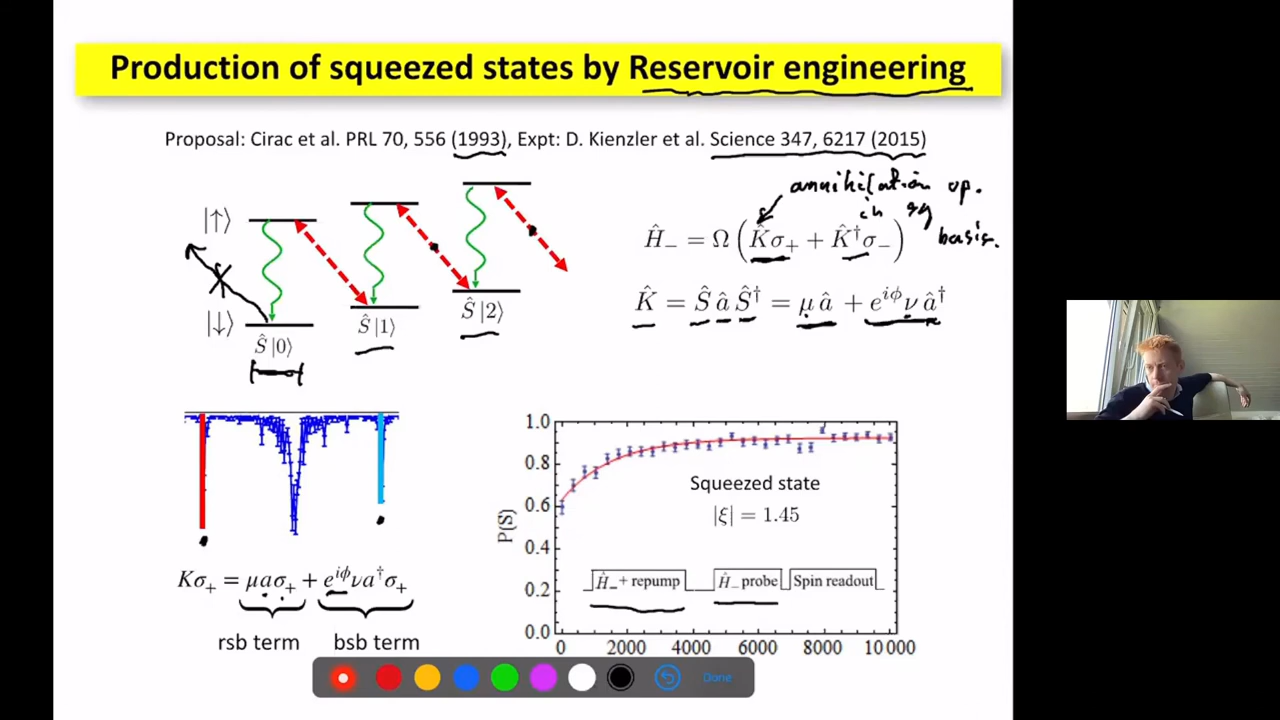 Production of squeezed states by Reservoir engineering
Proposal: Cirac et al. PRL 70, 556 (1993), Expt: D. Kienzler et al. Science 347, 6217 (2015)
annihilation op.
in sq
basis.
|↑⟩
|↓⟩
Ŝ|0⟩
Ŝ|1⟩
Ŝ|2⟩
Ĥ₋ = Ω (K̂σ₊ + K̂†σ₋)
K̂ = Ŝ â Ŝ† = μ â + e^{iϕ} ν â†
Kσ₊ = μaσ₊ + e^{iϕ}νa†σ₊
rsb term bsb term
P(S)
1.0
0.8
0.6
0.4
0.2
0.0
Squeezed state
|ξ| = 1.45
Ĥ₋ + repump Ĥ₋ probe Spin readout
0 2000 4000 6000 8000 10000
Done